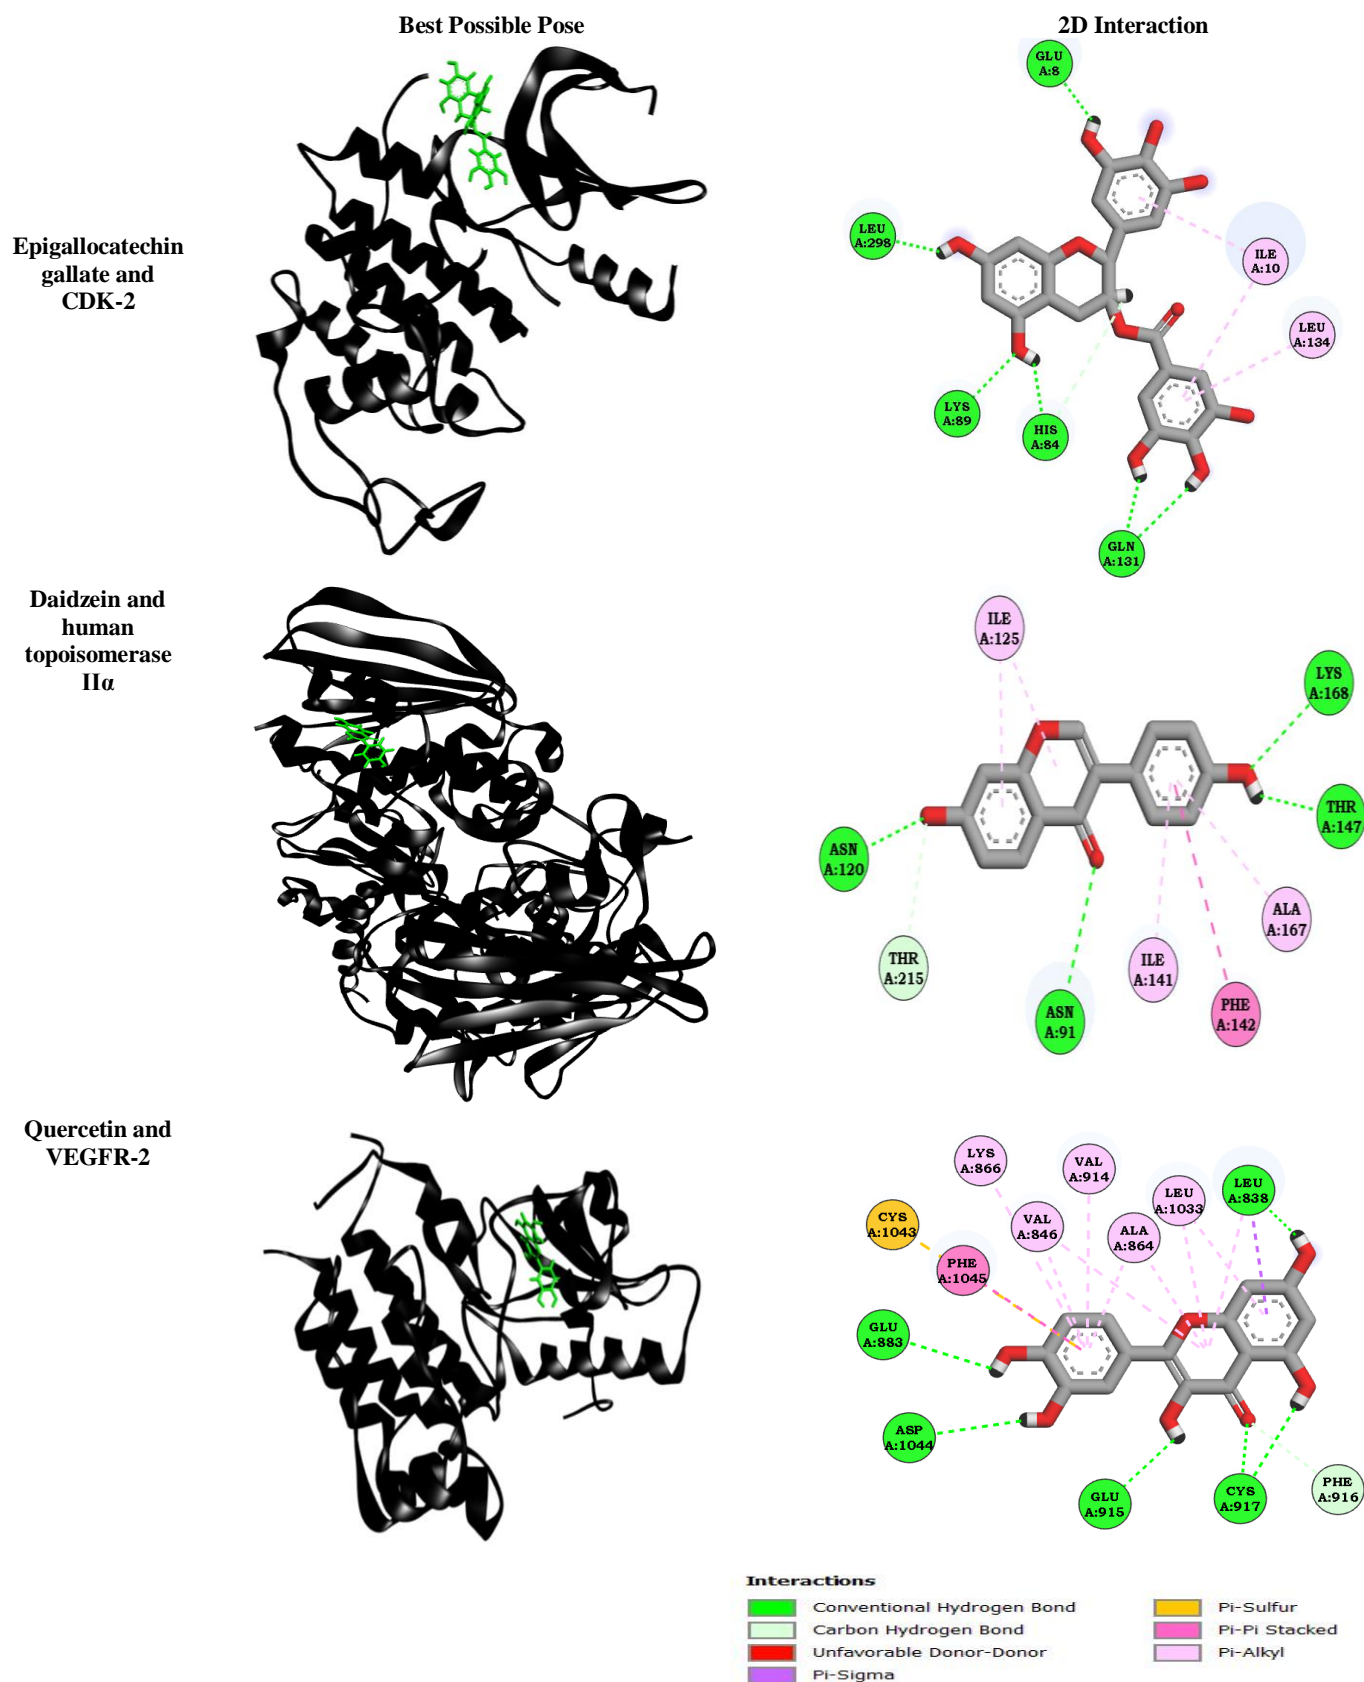 Best Possible Pose
2D Interaction
Epigallocatechin
gallate and
CDK-2
GLU
A:8
LEU
A:298
ILE
A:10
LEU
A:134
LYS
A:89
HIS
A:84
GLN
A:131
Daidzein and
human
topoisomerase
IIα
ILE
A:125
LYS
A:168
THR
A:147
ASN
A:120
ALA
A:167
THR
A:215
ILE
A:141
ASN
A:91
PHE
A:142
Quercetin and
VEGFR-2
LYS
A:866
VAL
A:914
LEU
A:1033
LEU
A:838
CYS
A:1043
VAL
A:846
ALA
A:864
PHE
A:1045
GLU
A:883
ASP
A:1044
GLU
A:915
CYS
A:917
PHE
A:916
Interactions
Conventional Hydrogen Bond
Carbon Hydrogen Bond
Unfavorable Donor-Donor
Pi-Sigma
Pi-Sulfur
Pi-Pi Stacked
Pi-Alkyl